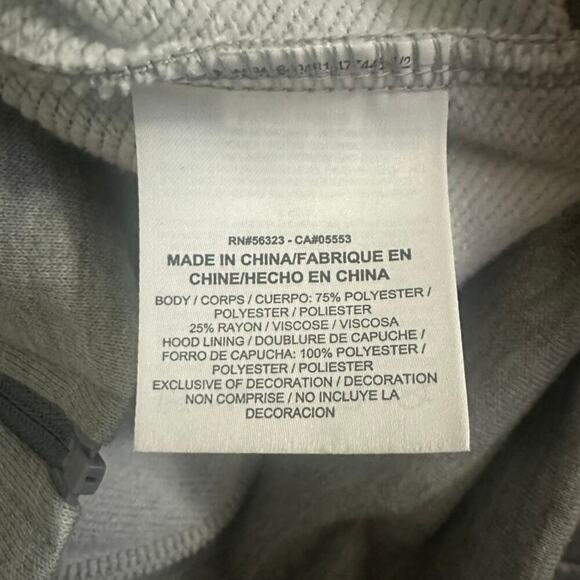 RN#56323 - CA#05553
MADE IN CHINA/FABRIQUE EN
CHINE/HECHO EN CHINA
BODY / CORPS / CUERPO: 75% POLYESTER /
POLYESTER / POLIESTER
25% RAYON / VISCOSE / VISCOSA
HOOD LINING / DOUBLURE DE CAPUCHE /
FORRO DE CAPUCHA: 100% POLYESTER /
POLYESTER / POLIESTER
EXCLUSIVE OF DECORATION / DECORATION
NON COMPRISE / NO INCLUYE LA
DECORACION